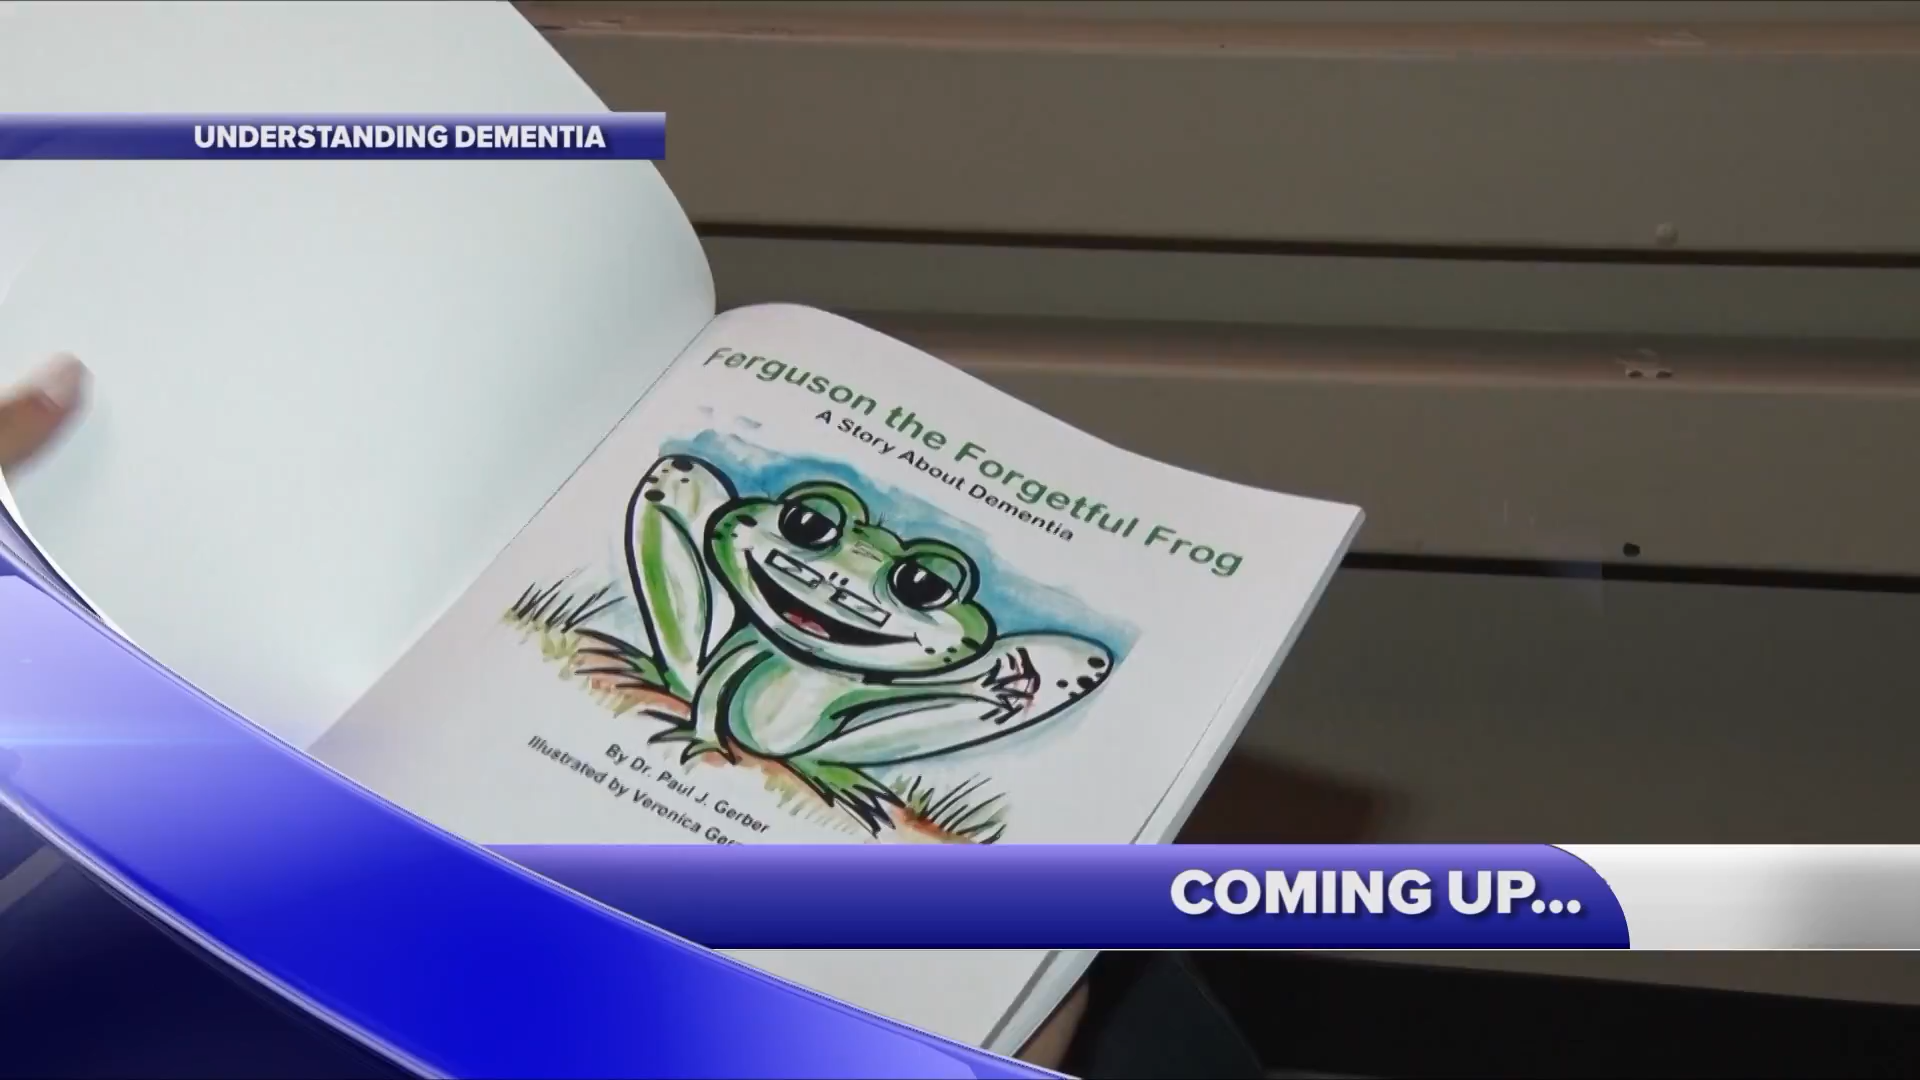 UNDERSTANDING DEMENTIA
Ferguson the Forgetful Frog
A Story About Dementia
By Dr. Paul J. Gerber
Illustrated by Veronica
COMING UP...